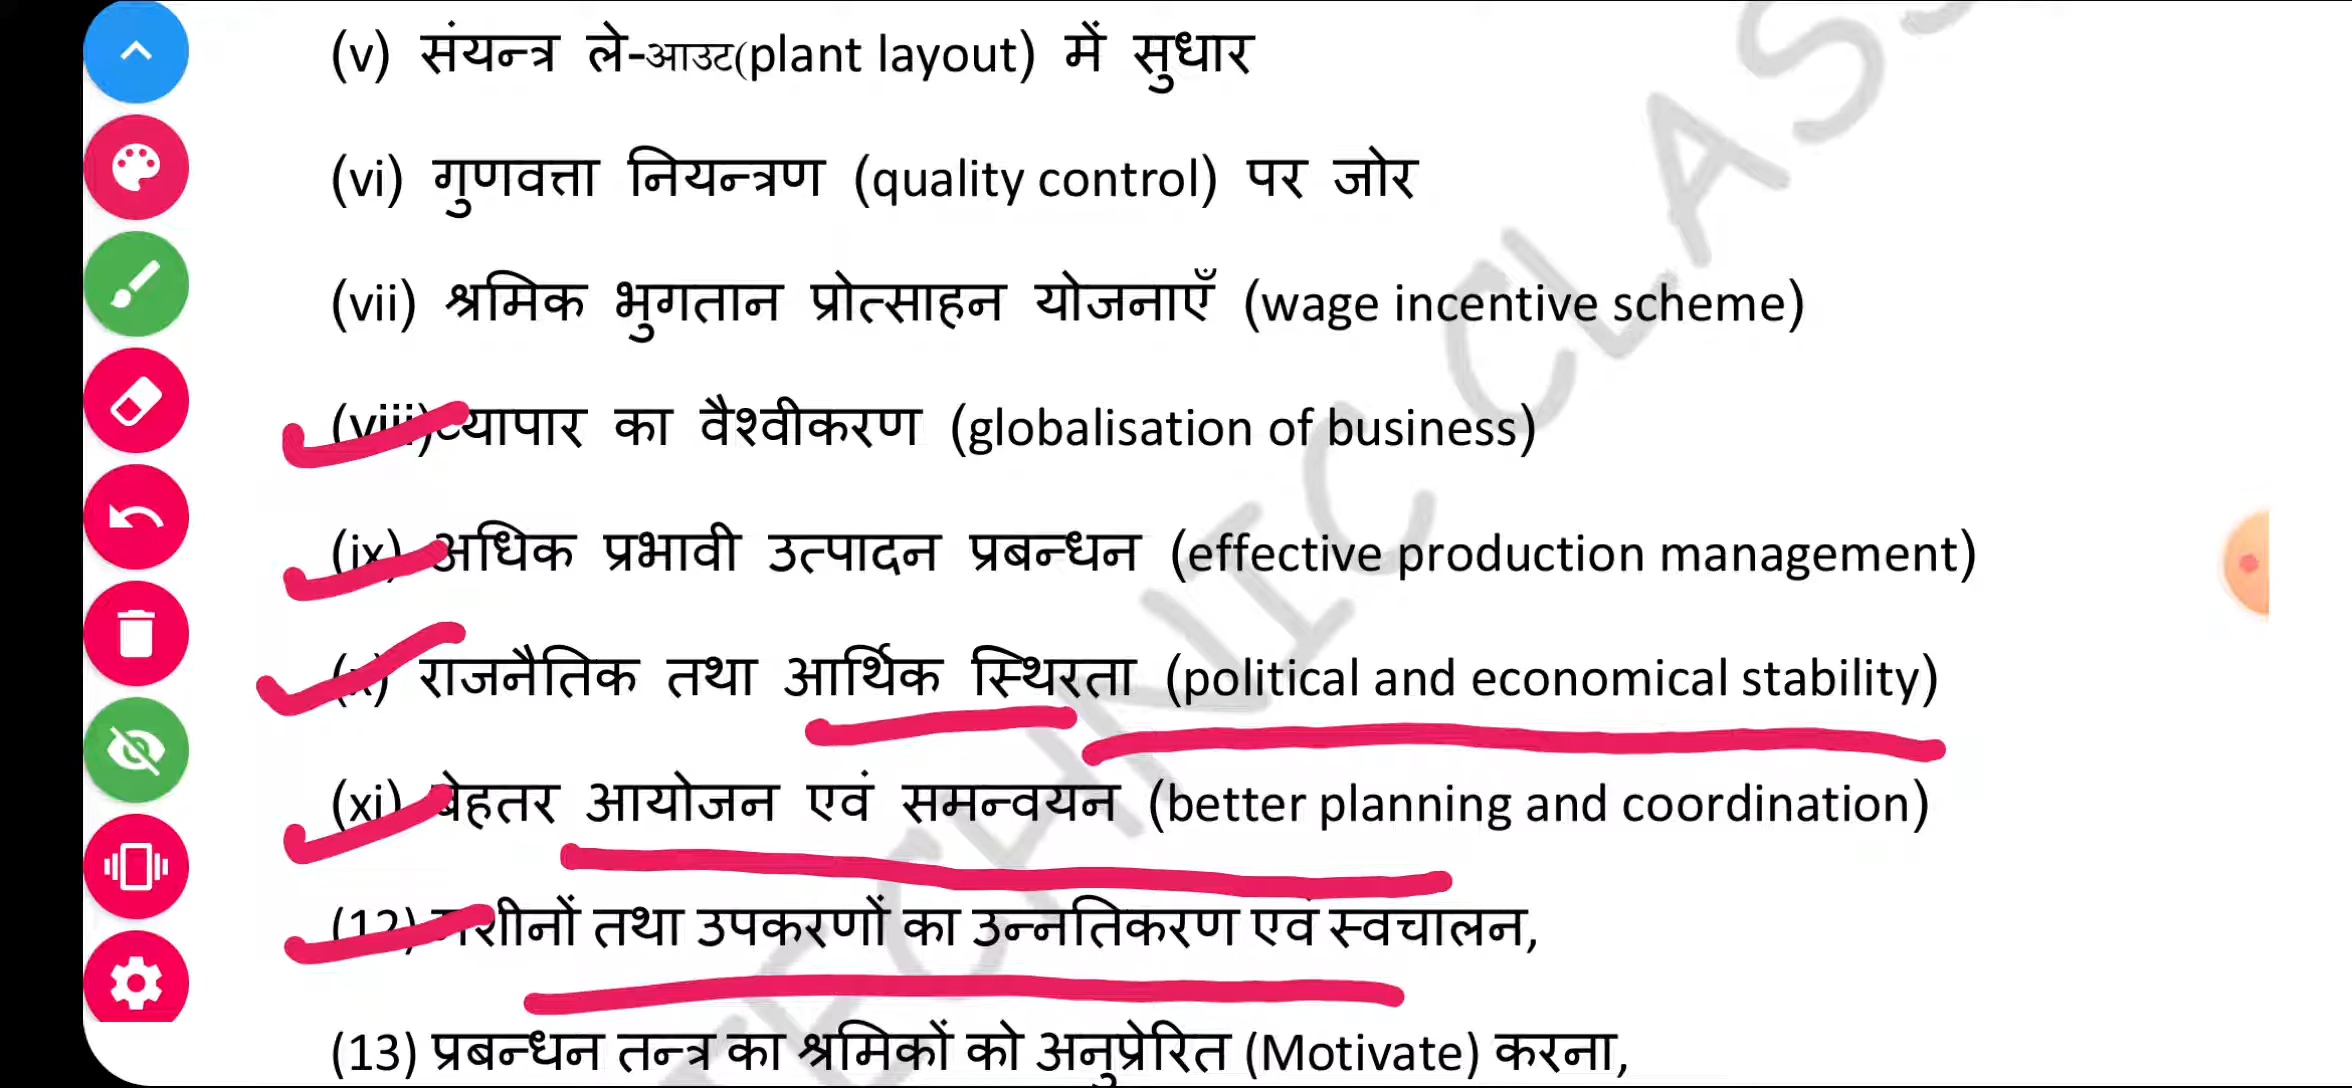 (v) संयन्त्र ले-आउट(plant layout) में सुधार
(vi) गुणवत्ता नियन्त्रण (quality control) पर जोर
(vii) श्रमिक भुगतान प्रोत्साहन योजनाएँ (wage incentive scheme)
(viii) व्यापार का वैश्वीकरण (globalisation of business)
(ix) अधिक प्रभावी उत्पादन प्रबन्धन (effective production management)
(x) राजनैतिक तथा आर्थिक स्थिरता (political and economical stability)
(xi) बेहतर आयोजन एवं समन्वयन (better planning and coordination)
(12) मशीनों तथा उपकरणों का उन्नतिकरण एवं स्वचालन,
(13) प्रबन्धन तन्त्र का श्रमिकों को अनुप्रेरित (Motivate) करना,
TECHNIC CLAS